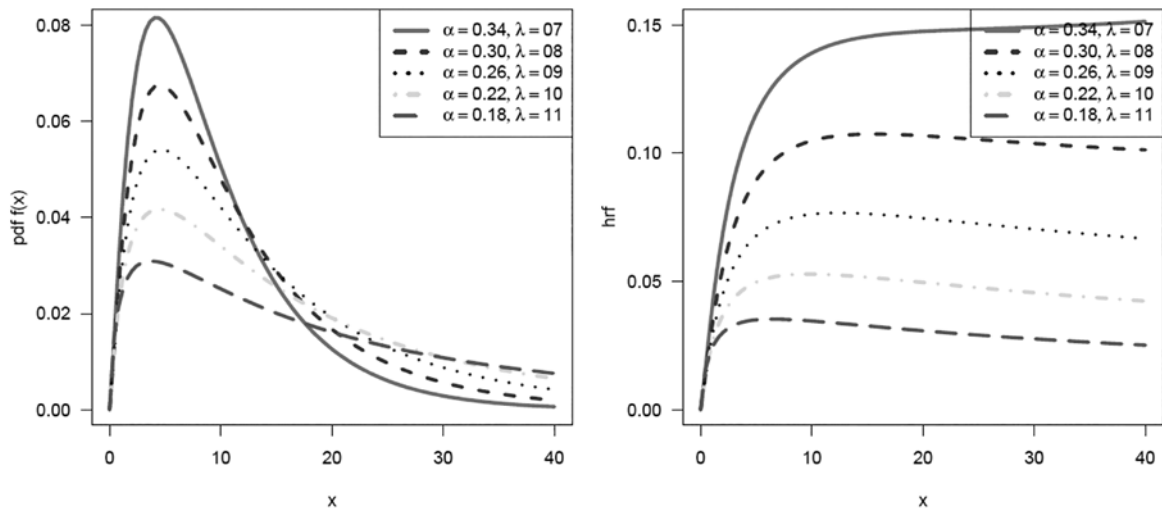 0.08
0.06
0.04
0.02
0.00
pdf f(x)
α = 0.34, λ = 07
α = 0.30, λ = 08
α = 0.26, λ = 09
α = 0.22, λ = 10
α = 0.18, λ = 11
0 10 20 30 40
x
0.15
0.10
0.05
0.00
hrf
α = 0.34, λ = 07
α = 0.30, λ = 08
α = 0.26, λ = 09
α = 0.22, λ = 10
α = 0.18, λ = 11
0 10 20 30 40
x